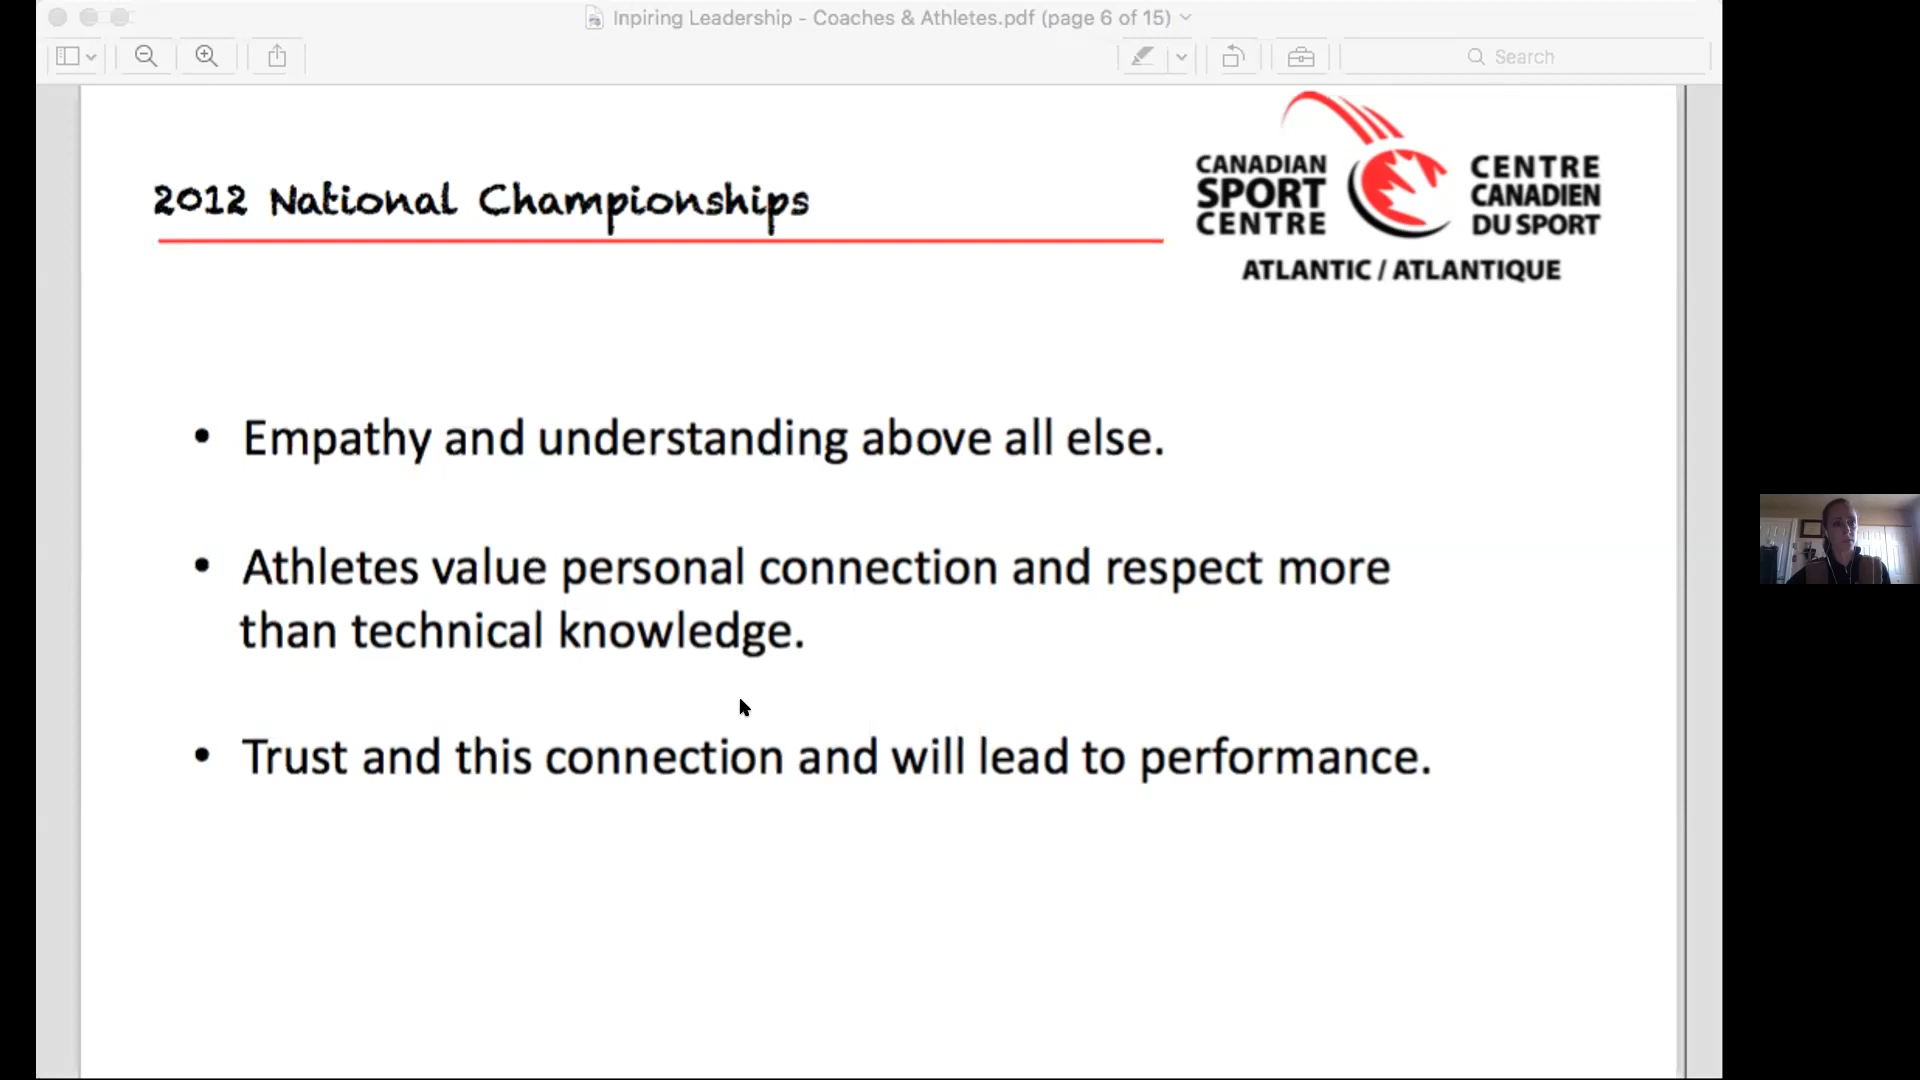 Inpiring Leadership - Coaches & Athletes.pdf (page 6 of 15)
Search
2012 National Championships
CANADIAN
SPORT
CENTRE
CENTRE
CANADIEN
DU SPORT
ATLANTIC / ATLANTIQUE
• Empathy and understanding above all else.
• Athletes value personal connection and respect more
than technical knowledge.
• Trust and this connection and will lead to performance.